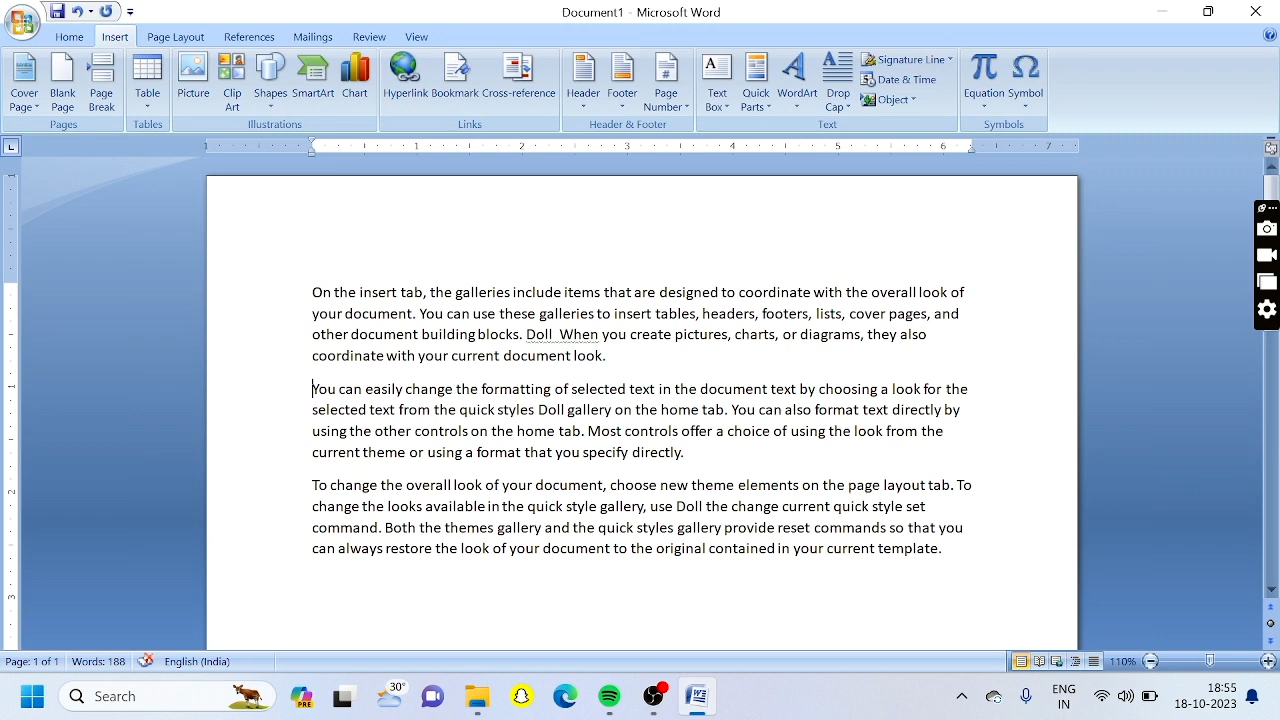 Document1 - Microsoft Word
Home Insert Page Layout References Mailings Review View
Cover Page Blank Page Page Break Table Picture Clip Art Shapes SmartArt Chart Hyperlink Bookmark Cross-reference Header Footer Page Number Text Box Quick Parts WordArt Drop Cap Signature Line Date & Time Object Equation Symbol
Pages Tables Illustrations Links Header & Footer Text Symbols
1 1 2 3 4 5 6 7
On the insert tab, the galleries include items that are designed to coordinate with the overall look of
your document. You can use these galleries to insert tables, headers, footers, lists, cover pages, and
other document building blocks. Doll  When you create pictures, charts, or diagrams, they also
coordinate with your current document look.
You can easily change the formatting of selected text in the document text by choosing a look for the
selected text from the quick styles Doll gallery on the home tab. You can also format text directly by
using the other controls on the home tab. Most controls offer a choice of using the look from the
current theme or using a format that you specify directly.
To change the overall look of your document, choose new theme elements on the page layout tab. To
change the looks available in the quick style gallery, use Doll the change current quick style set
command. Both the themes gallery and the quick styles gallery provide reset commands so that you
can always restore the look of your document to the original contained in your current template.
1
2
3
Page: 1 of 1 Words: 188 English (India) 110%
Search PRE 30° ENG IN 18:55 18-10-2023